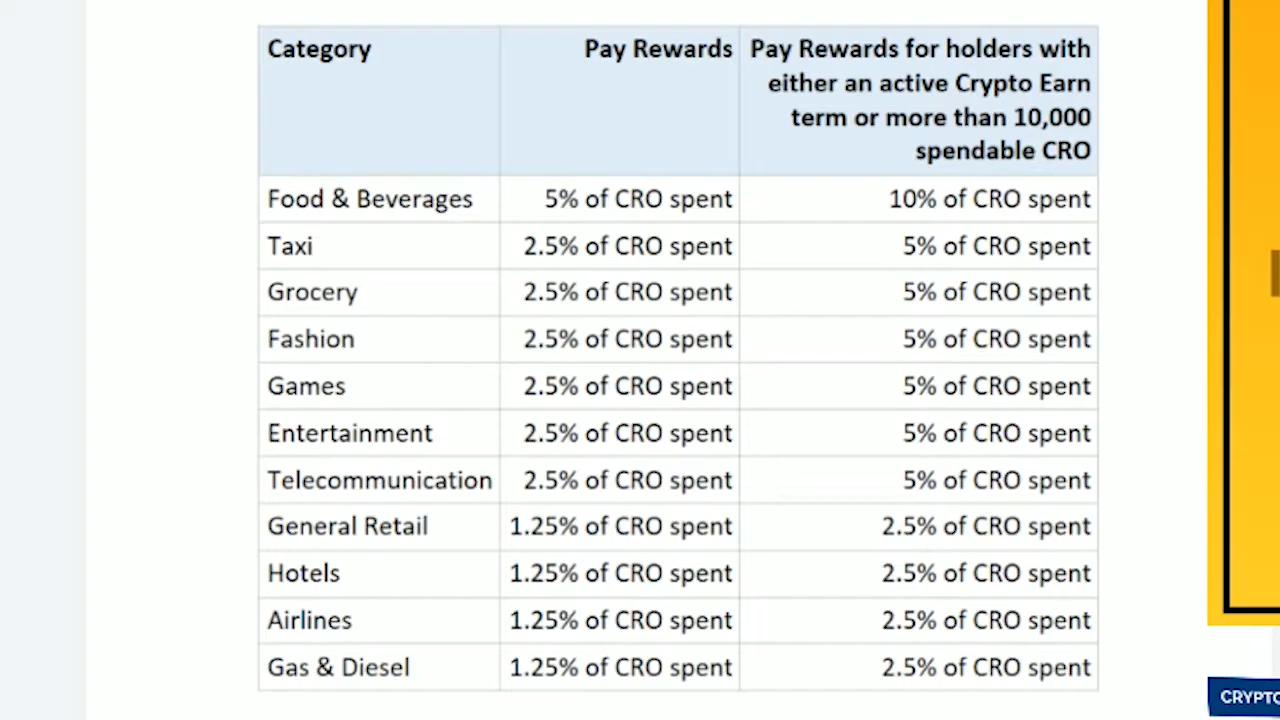 Category Pay Rewards Pay Rewards for holders with
either an active Crypto Earn
term or more than 10,000
spendable CRO
Food & Beverages 5% of CRO spent 10% of CRO spent
Taxi 2.5% of CRO spent 5% of CRO spent
Grocery 2.5% of CRO spent 5% of CRO spent
Fashion 2.5% of CRO spent 5% of CRO spent
Games 2.5% of CRO spent 5% of CRO spent
Entertainment 2.5% of CRO spent 5% of CRO spent
Telecommunication 2.5% of CRO spent 5% of CRO spent
General Retail 1.25% of CRO spent 2.5% of CRO spent
Hotels 1.25% of CRO spent 2.5% of CRO spent
Airlines 1.25% of CRO spent 2.5% of CRO spent
Gas & Diesel 1.25% of CRO spent 2.5% of CRO spent